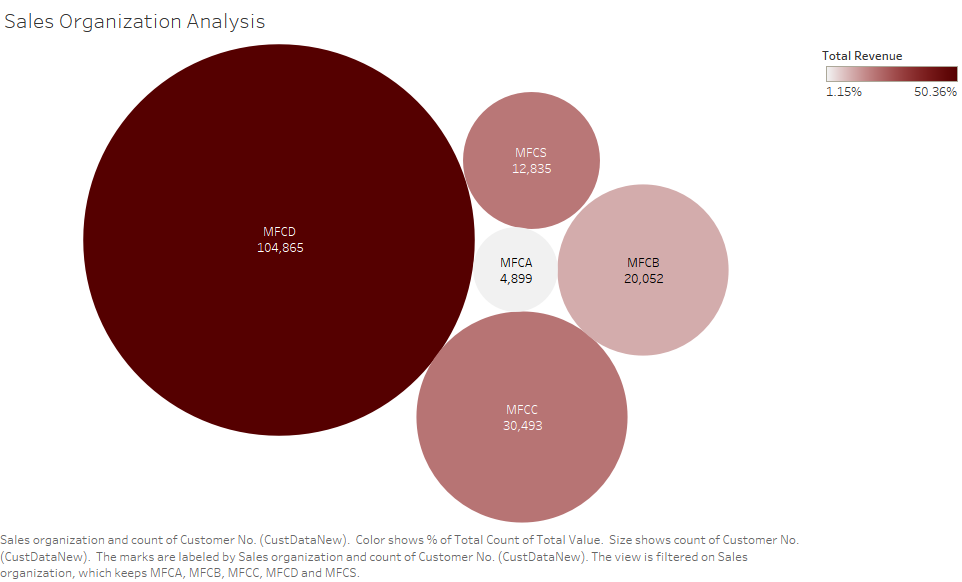 Sales Organization Analysis
Total Revenue
1.15% 50.36%
MFCS
12,835
MFCD
104,865
MFCA
4,899
MFCB
20,052
MFCC
30,493
Sales organization and count of Customer No. (CustDataNew). Color shows % of Total Count of Total Value. Size shows count of Customer No.
(CustDataNew). The marks are labeled by Sales organization and count of Customer No. (CustDataNew). The view is filtered on Sales
organization, which keeps MFCA, MFCB, MFCC, MFCD and MFCS.